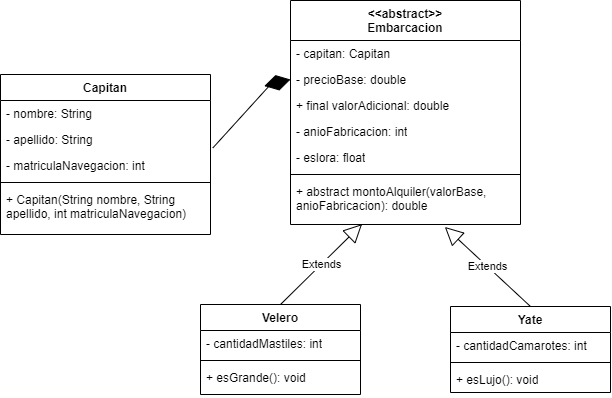 <<abstract>>
Embarcacion
- capitan: Capitan
- precioBase: double
+ final valorAdicional: double
- anioFabricacion: int
- eslora: float
+ abstract montoAlquiler(valorBase,
anioFabricacion): double
Capitan
- nombre: String
- apellido: String
- matriculaNavegacion: int
+ Capitan(String nombre, String
apellido, int matriculaNavegacion)
Extends
Extends
Velero
- cantidadMastiles: int
+ esGrande(): void
Yate
- cantidadCamarotes: int
+ esLujo(): void